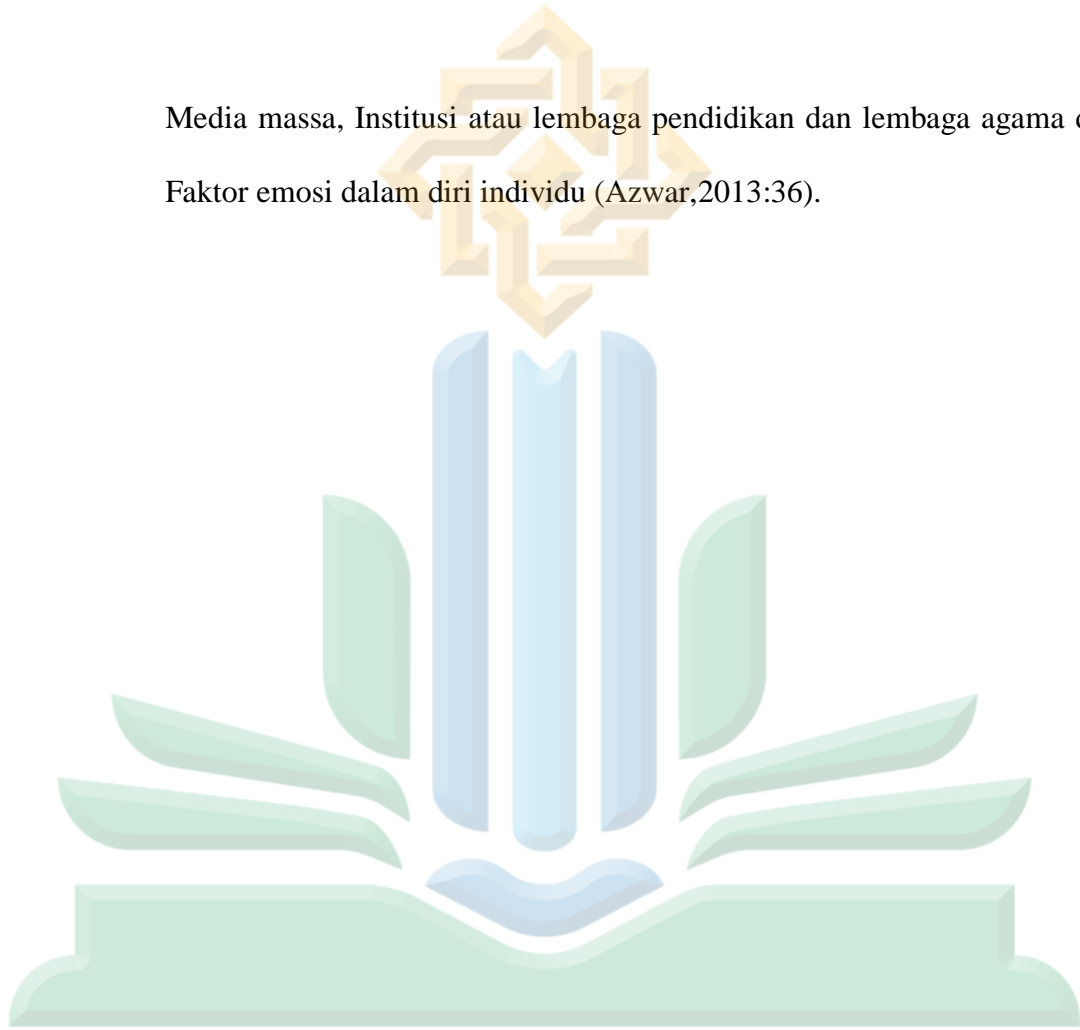 Media massa, Institusi atau lembaga pendidikan dan lembaga agama
Faktor emosi dalam diri individu (Azwar,2013:36).